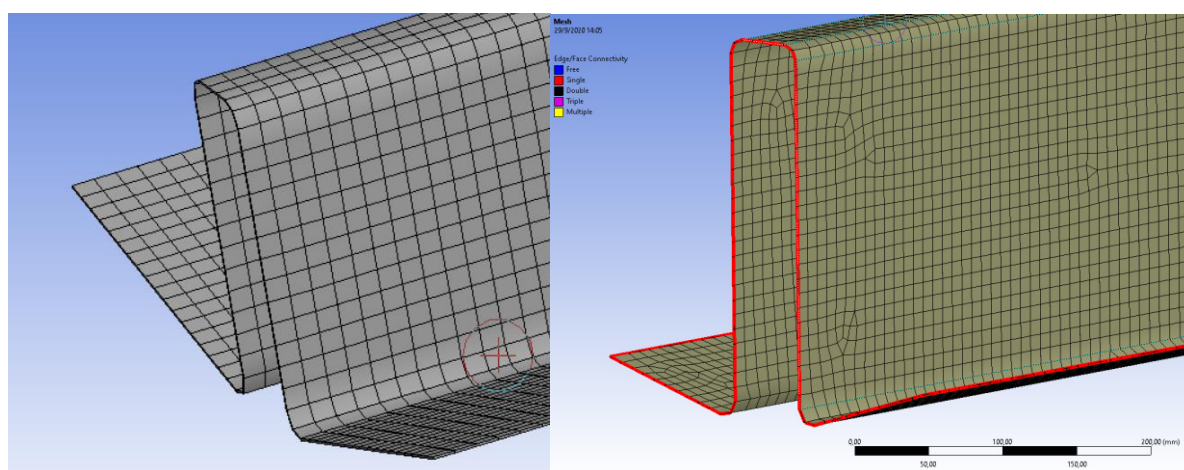 Mesh
29/9/2020 14:05
Edge/Face Connectivity
Free
Single
Double
Triple
Multiple
0,00
100,00
200,00 (mm)
50,00
150,00